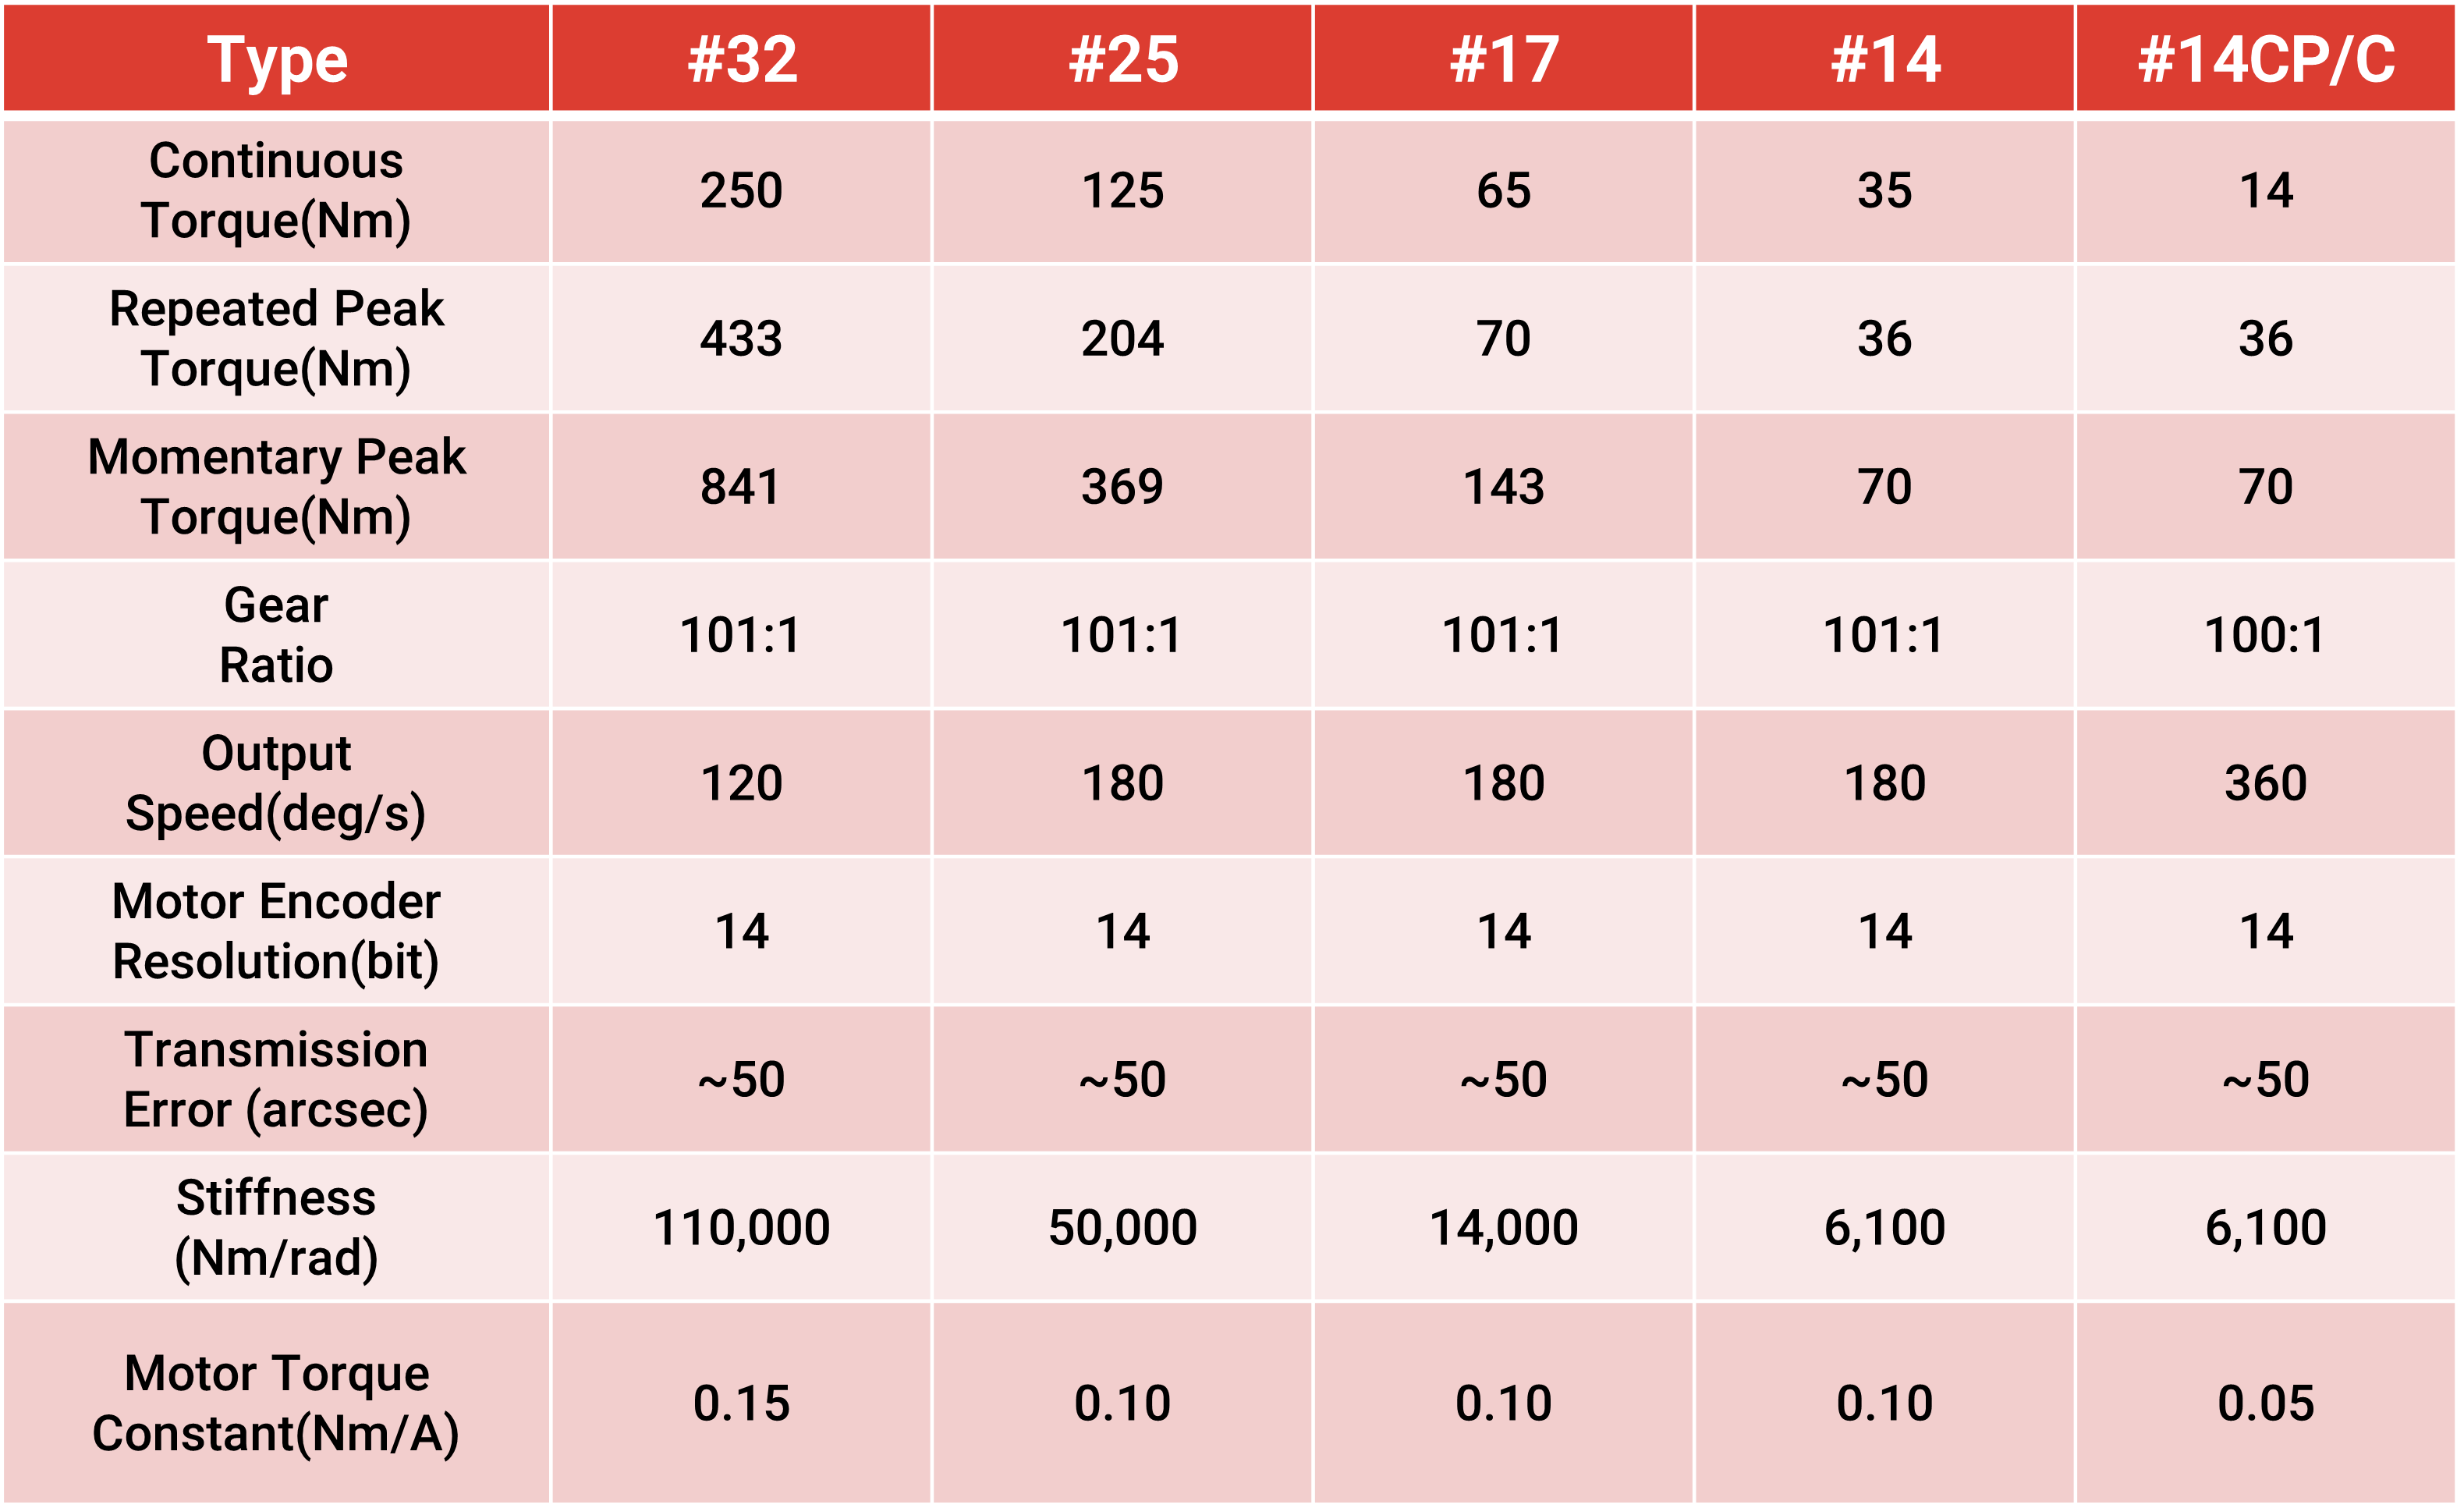 Type #32 #25 #17 #14 #14CP/C
Continuous
Torque(Nm) 250 125 65 35 14
Repeated Peak
Torque(Nm) 433 204 70 36 36
Momentary Peak
Torque(Nm) 841 369 143 70 70
Gear
Ratio 101:1 101:1 101:1 101:1 100:1
Output
Speed(deg/s) 120 180 180 180 360
Motor Encoder
Resolution(bit) 14 14 14 14 14
Transmission
Error (arcsec) ~50 ~50 ~50 ~50 ~50
Stiffness
(Nm/rad) 110,000 50,000 14,000 6,100 6,100
Motor Torque
Constant(Nm/A) 0.15 0.10 0.10 0.10 0.05